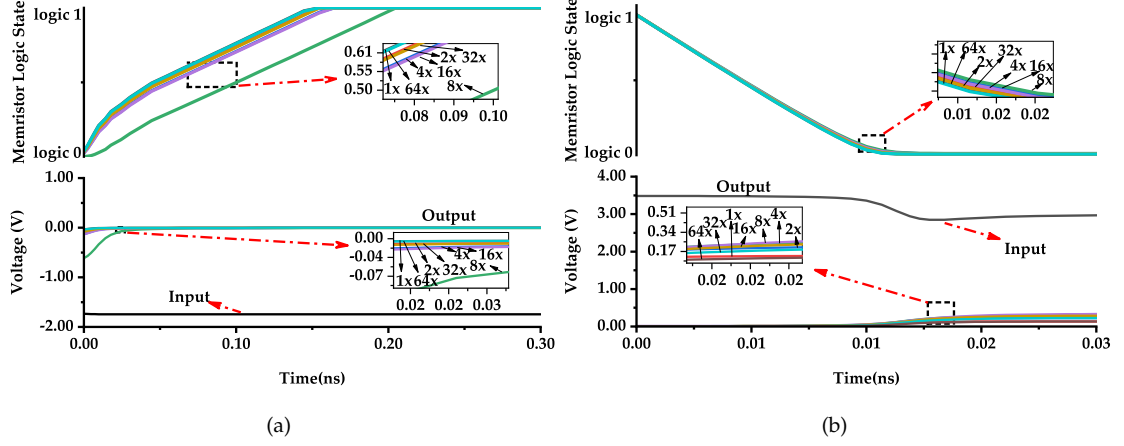 Memristor Logic State
logic 1
logic 0
0.61
0.55
0.50
2x 32x
4x 16x
8x
1x 64x
0.08 0.09 0.10
Voltage (V)
0.00
-1.00
-2.00
Output
Input
0.00
-0.04
-0.07
4x 16x
2x 32x 8x
1x 64x
0.02 0.02 0.03
0.00 0.10 0.20 0.30
Time(ns)
(a)
Memristor Logic State
logic 1
logic 0
1x 64x 32x
2x 4x 16x
8x
0.01 0.02 0.02
Voltage (V)
4.00
3.00
2.00
1.00
0.00
Output
Input
0.51
0.34
0.17
1x 4x
32x 8x
64x 16x 2x
0.02 0.02 0.02
0.00 0.01 0.01 0.02 0.03
Time(ns)
(b)